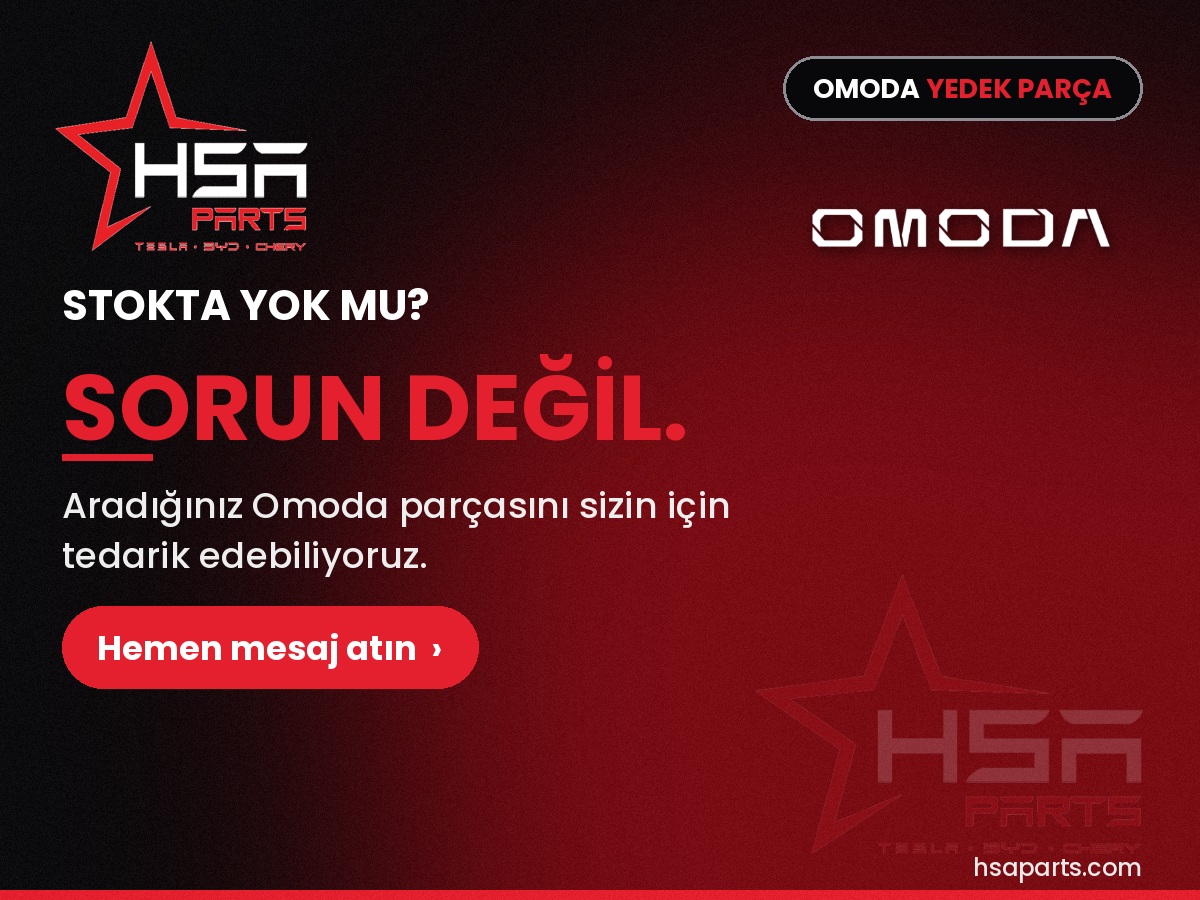 HSA
PARTS
TESLA · BYD · CHERY
OMODA YEDEK PARÇA
OMODA
STOKTA YOK MU?
SORUN DEĞİL.
Aradığınız Omoda parçasını sizin için
tedarik edebiliyoruz.
Hemen mesaj atın ›
HSA
PARTS
TESLA · BYD · CHERY
hsaparts.com